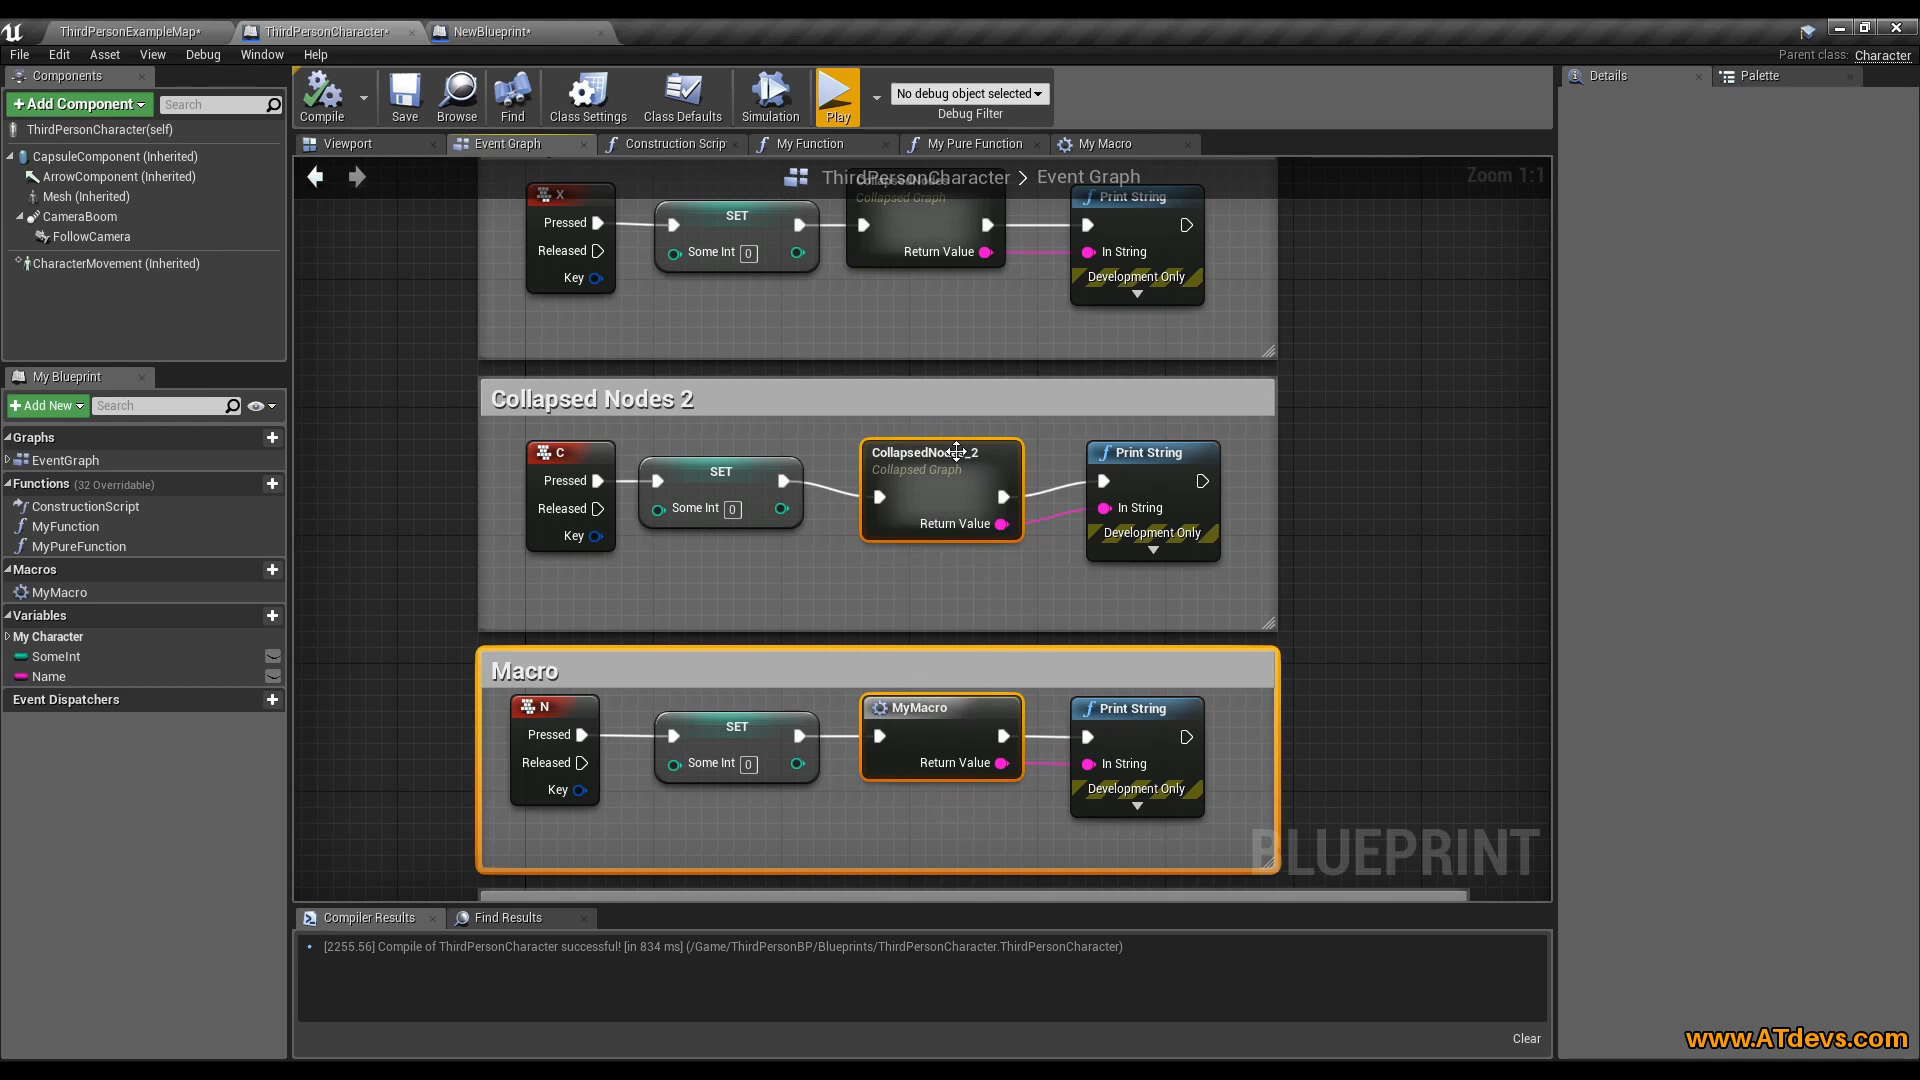 ThirdPersonExampleMap*
ThirdPersonCharacter*
NewBlueprint*
File Edit Asset View Debug Window Help
Parent class: Character
Components
+Add Component
Search
ThirdPersonCharacter(self)
CapsuleComponent (Inherited)
ArrowComponent (Inherited)
Mesh (Inherited)
CameraBoom
FollowCamera
CharacterMovement (Inherited)
Compile
Save
Browse
Find
Class Settings
Class Defaults
Simulation
Play
No debug object selected
Debug Filter
Details
Palette
Viewport
Event Graph
Construction Scrip
My Function
My Pure Function
My Macro
ThirdPersonCharacter > Event Graph
Zoom 1:1
X
Pressed
Released
Key
SET
Some Int 0
CollapsedNodes
Collapsed Graph
Return Value
Print String
In String
Development Only
Collapsed Nodes 2
C
Pressed
Released
Key
SET
Some Int 0
Collapsed Graph
Return Value
Print String
In String
Development Only
Macro
N
Pressed
Released
Key
SET
Some Int 0
MyMacro
Return Value
Print String
In String
Development Only
BLUEPRINT
My Blueprint
+Add New
Search
Graphs
EventGraph
Functions (32 Overridable)
ConstructionScript
MyFunction
MyPureFunction
Macros
MyMacro
Variables
My Character
SomeInt
Name
Event Dispatchers
Compiler Results
Find Results
[2255.56] Compile of ThirdPersonCharacter successful! [in 834 ms] (/Game/ThirdPersonBP/Blueprints/ThirdPersonCharacter.ThirdPersonCharacter)
Clear
www.ATdevs.com